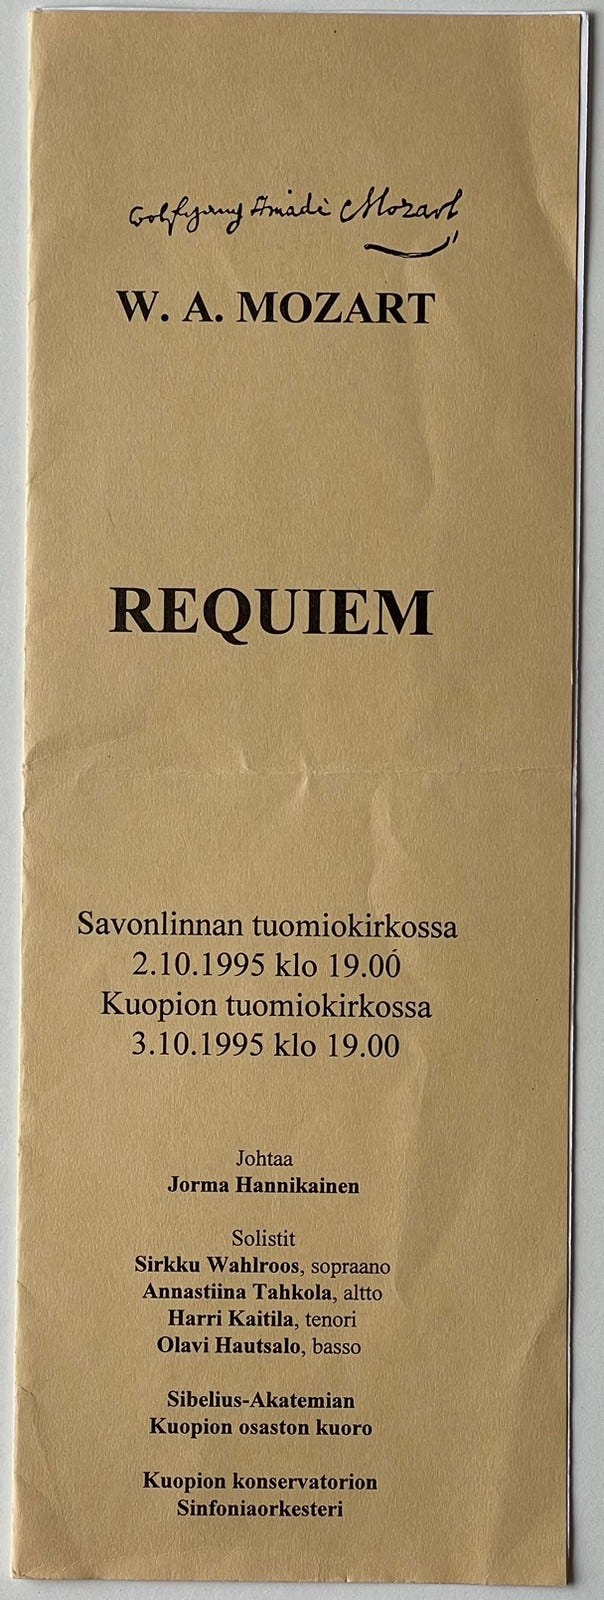 Wolfgang Amadè Mozart
W. A. MOZART
REQUIEM
Savonlinnan tuomiokirkossa
2.10.1995 klo 19.00
Kuopion tuomiokirkossa
3.10.1995 klo 19.00
Johtaa
Jorma Hannikainen
Solistit
Sirkku Wahlroos, sopraano
Annastiina Tahkola, altto
Harri Kaitila, tenori
Olavi Hautsalo, basso
Sibelius-Akatemian
Kuopion osaston kuoro
Kuopion konservatorion
Sinfoniaorkesteri